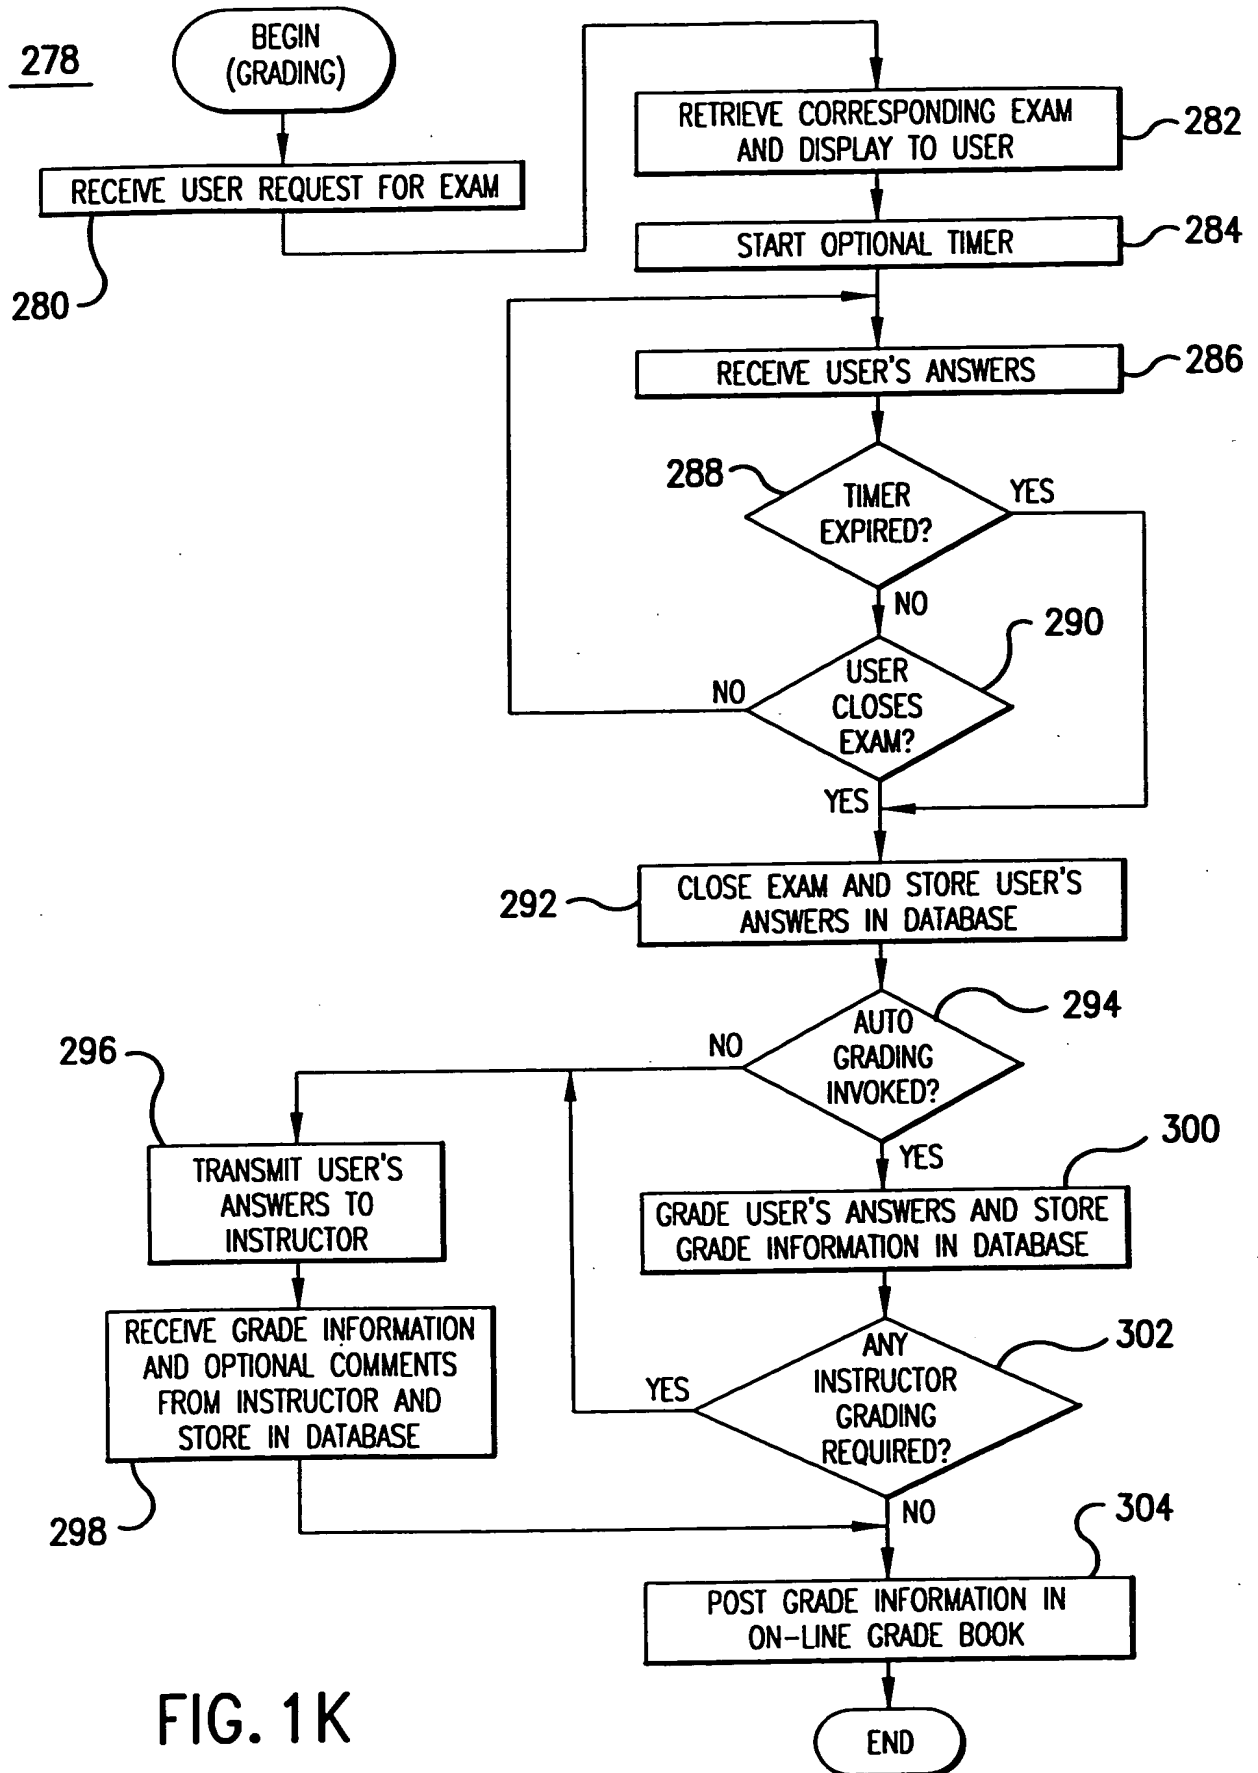 278
BEGIN
(GRADING)
RECEIVE USER REQUEST FOR EXAM
280
RETRIEVE CORRESPONDING EXAM
AND DISPLAY TO USER
282
START OPTIONAL TIMER
284
RECEIVE USER'S ANSWERS
286
288
TIMER
EXPIRED?
YES
NO
290
USER
CLOSES
EXAM?
NO
YES
292
CLOSE EXAM AND STORE USER'S
ANSWERS IN DATABASE
294
AUTO
GRADING
INVOKED?
NO
YES
296
TRANSMIT USER'S
ANSWERS TO
INSTRUCTOR
300
GRADE USER'S ANSWERS AND STORE
GRADE INFORMATION IN DATABASE
RECEIVE GRADE INFORMATION
AND OPTIONAL COMMENTS
FROM INSTRUCTOR AND
STORE IN DATABASE
298
302
ANY
INSTRUCTOR
GRADING
REQUIRED?
YES
NO
304
POST GRADE INFORMATION IN
ON-LINE GRADE BOOK
END
FIG. 1K